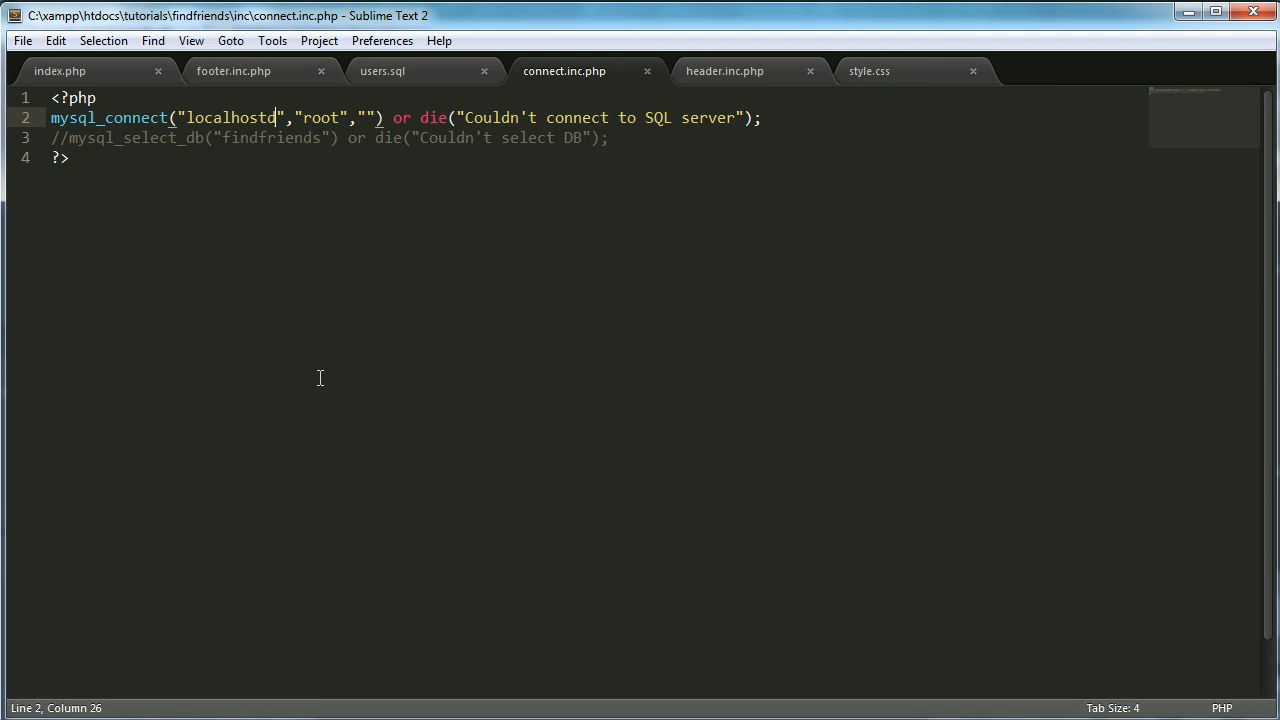 C:\xampp\htdocs\tutorials\findfriends\inc\connect.inc.php - Sublime Text 2
File Edit Selection Find View Goto Tools Project Preferences Help
index.php × footer.inc.php × users.sql × connect.inc.php × header.inc.php × style.css ×
1 <?php
2 mysql_connect("localhostd","root","") or die("Couldn't connect to SQL server");
3 //mysql_select_db("findfriends") or die("Couldn't select DB");
4 ?>
Line 2, Column 26 Tab Size: 4 PHP